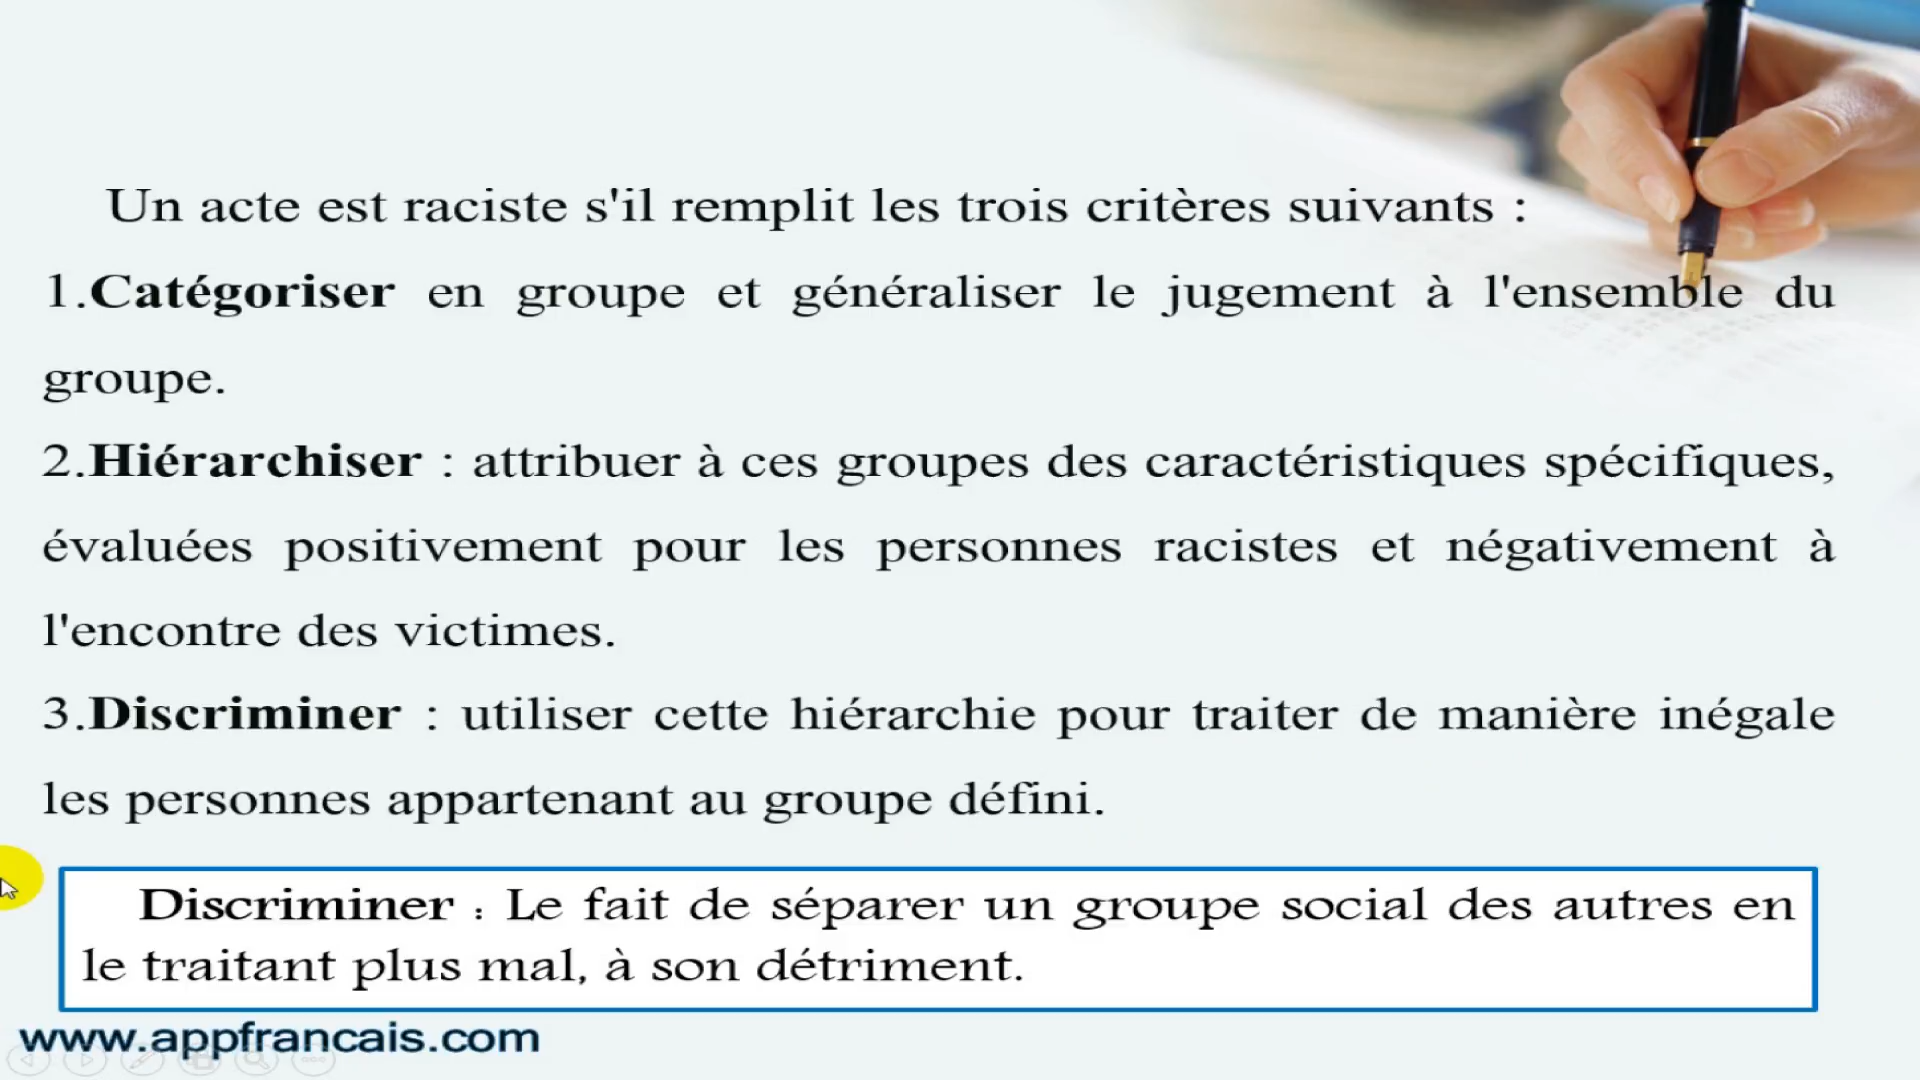 Un acte est raciste s'il remplit les trois critères suivants :
1.Catégoriser en groupe et généraliser le jugement à l'ensemble du
groupe.
2.Hiérarchiser : attribuer à ces groupes des caractéristiques spécifiques,
évaluées positivement pour les personnes racistes et négativement à
l'encontre des victimes.
3.Discriminer : utiliser cette hiérarchie pour traiter de manière inégale
les personnes appartenant au groupe défini.
Discriminer : Le fait de séparer un groupe social des autres en
le traitant plus mal, à son détriment.
www.appfrancais.com